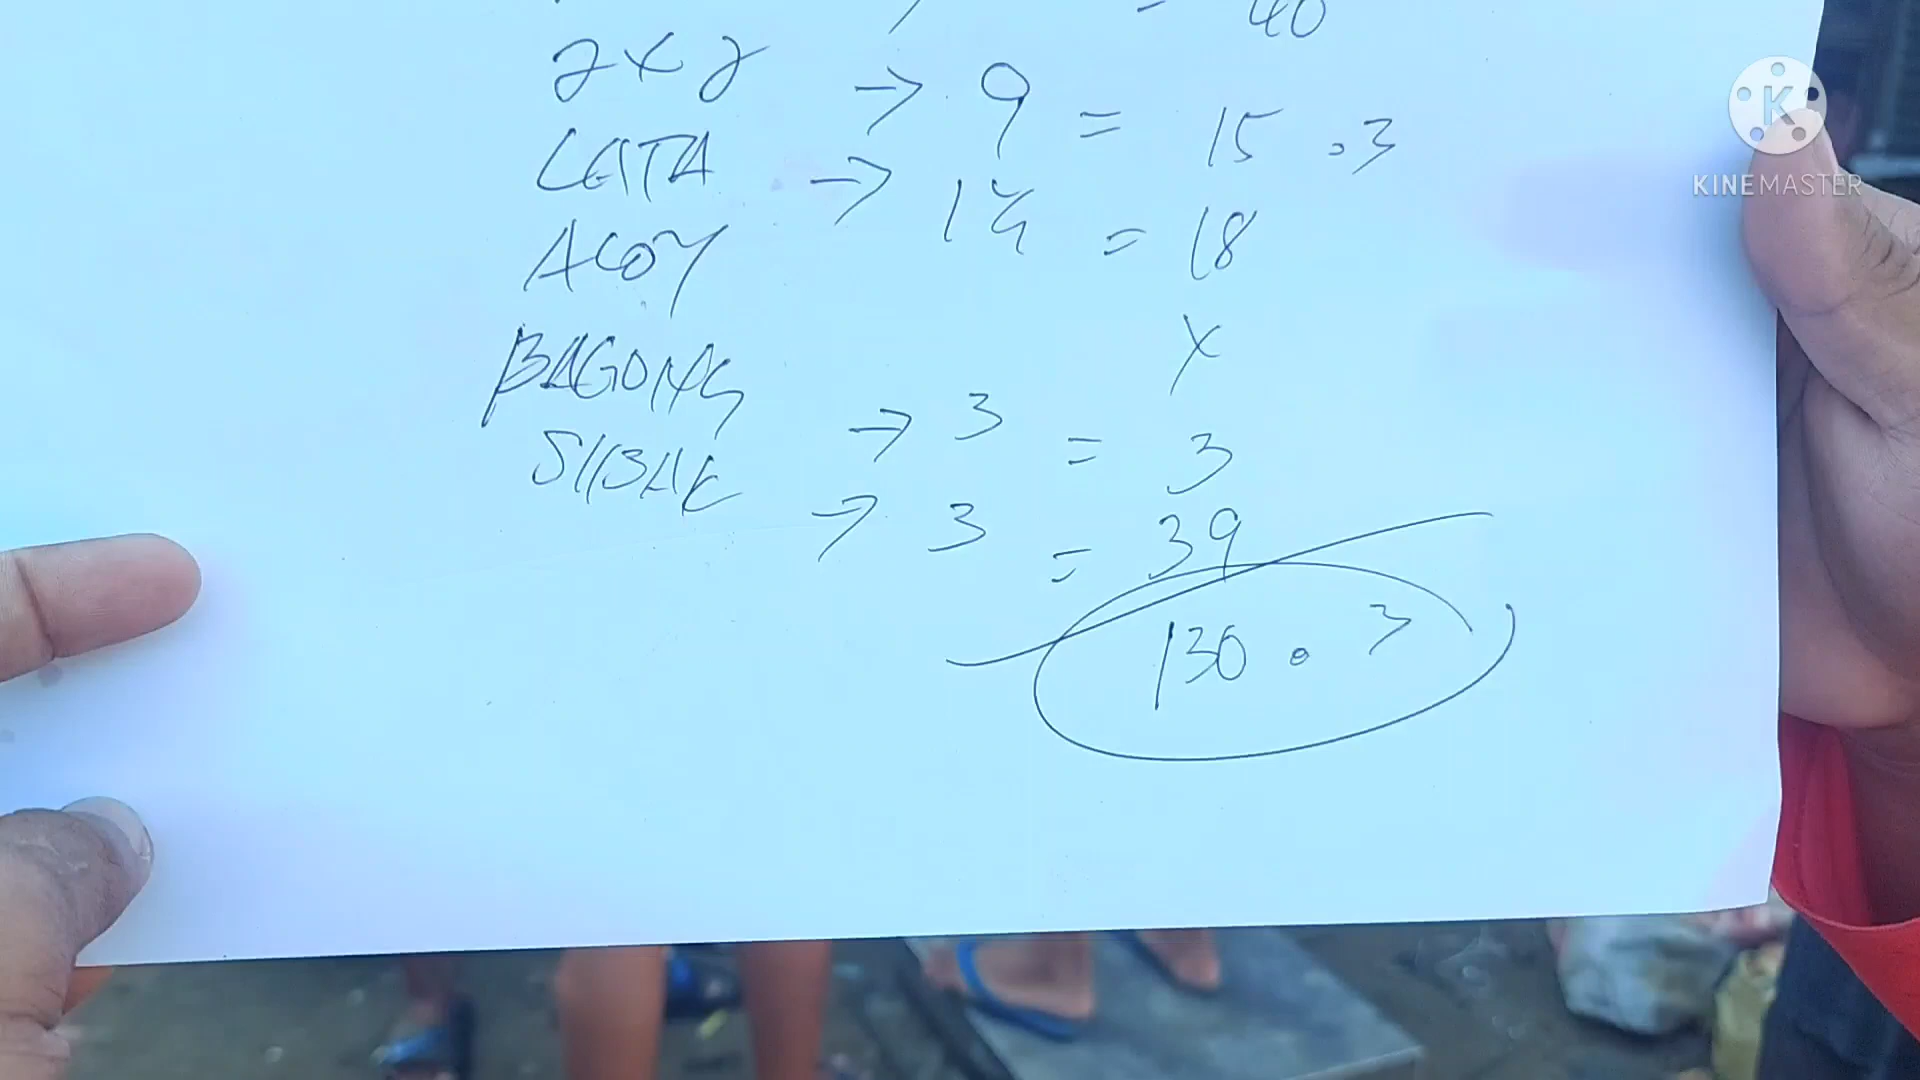 = 40
2x2 → 9 = 15.3
LATA → 14 = 18
ACOY X
BAGONG → 3 = 3
SIBAK → 3 = 39
130.3
K
KINEMASTER